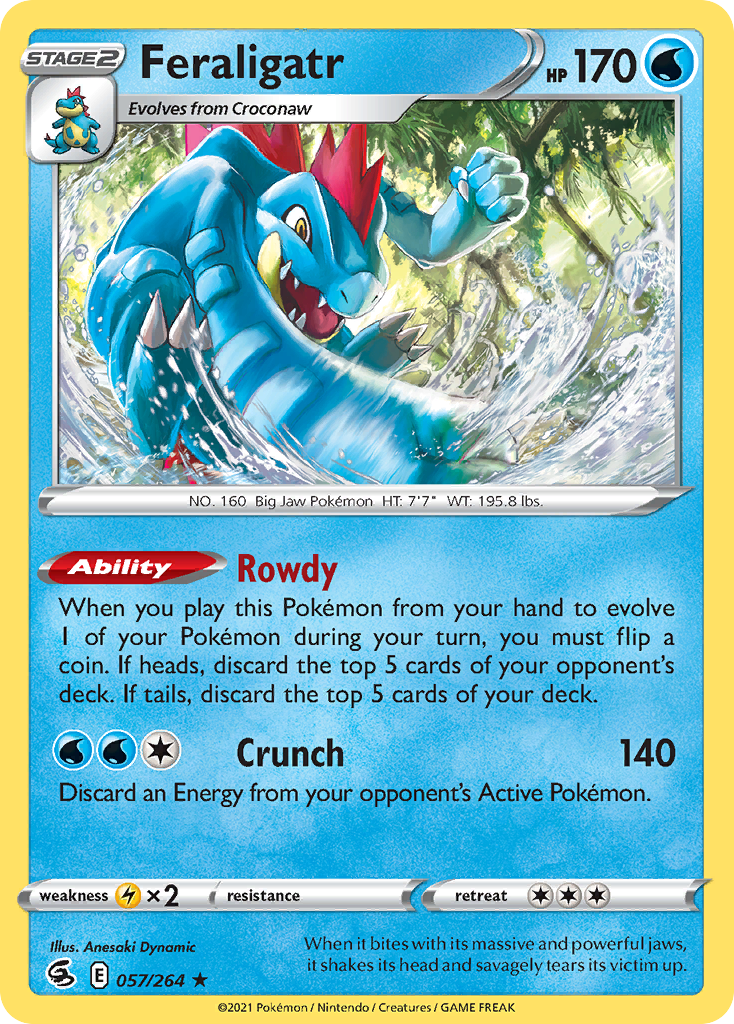 STAGE 2
Feraligatr
HP 170
Evolves from Croconaw
NO. 160 Big Jaw Pokémon HT: 7'7" WT: 195.8 lbs.
Ability Rowdy
When you play this Pokémon from your hand to evolve
1 of your Pokémon during your turn, you must flip a
coin. If heads, discard the top 5 cards of your opponent's
deck. If tails, discard the top 5 cards of your deck.
Crunch 140
Discard an Energy from your opponent's Active Pokémon.
weakness ×2 resistance retreat
Illus. Anesaki Dynamic
When it bites with its massive and powerful jaws,
it shakes its head and savagely tears its victim up.
E 057/264 ★
©2021 Pokémon / Nintendo / Creatures / GAME FREAK